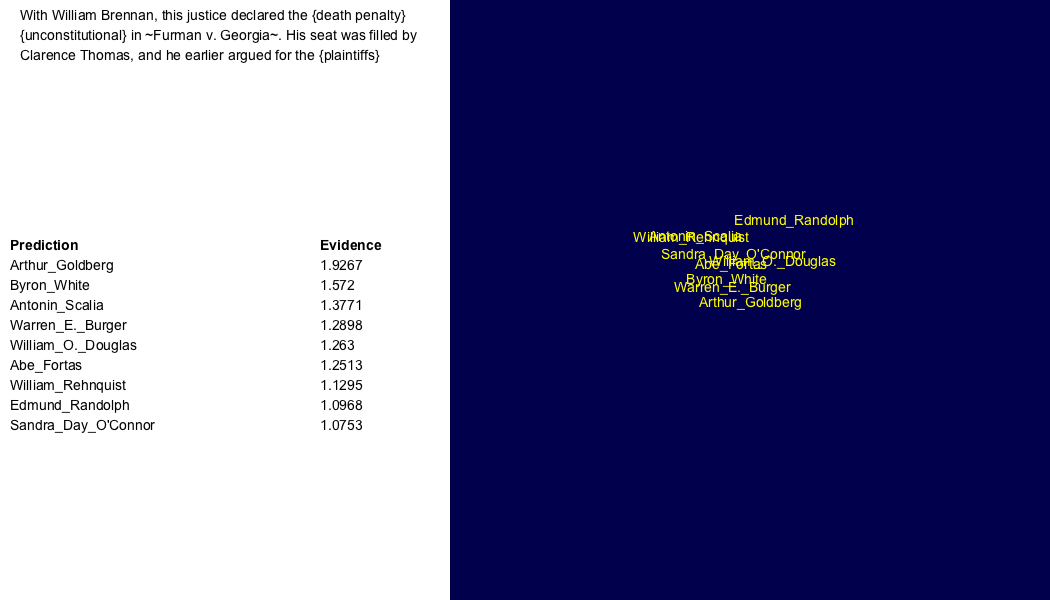 With William Brennan, this justice declared the {death penalty}
{unconstitutional} in ~Furman v. Georgia~. His seat was filled by
Clarence Thomas, and he earlier argued for the {plaintiffs}
Prediction Evidence
Arthur_Goldberg 1.9267
Byron_White 1.572
Antonin_Scalia 1.3771
Warren_E._Burger 1.2898
William_O._Douglas 1.263
Abe_Fortas 1.2513
William_Rehnquist 1.1295
Edmund_Randolph 1.0968
Sandra_Day_O'Connor 1.0753
Edmund_Randolph
Antonin_Scalia
William_Rehnquist
Sandra_Day_O'Connor
William_O._Douglas
Abe_Fortas
Byron_White
Warren_E._Burger
Arthur_Goldberg